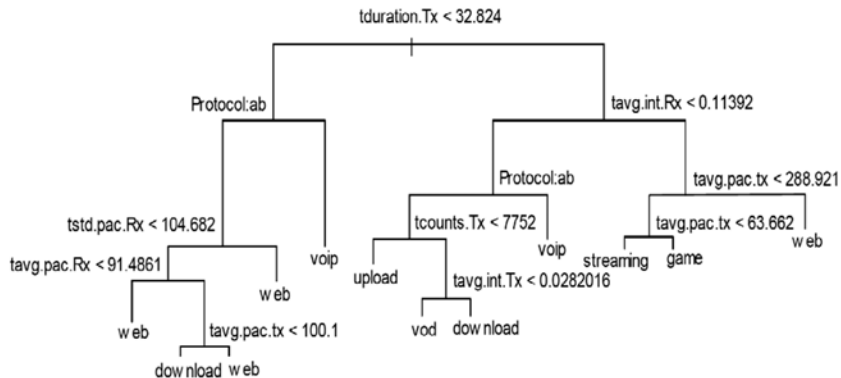 tduration.Tx < 32.824
Protocol:ab
tavg.int.Rx < 0.11392
Protocol:ab
tavg.pac.tx < 288.921
tstd.pac.Rx < 104.682
tcounts.Tx < 7752
tavg.pac.tx < 63.662
voip
voip
web
tavg.pac.Rx < 91.4861
streaming
game
upload
tavg.int.Tx < 0.0282016
web
web
tavg.pac.tx < 100.1
vod
download
download
web